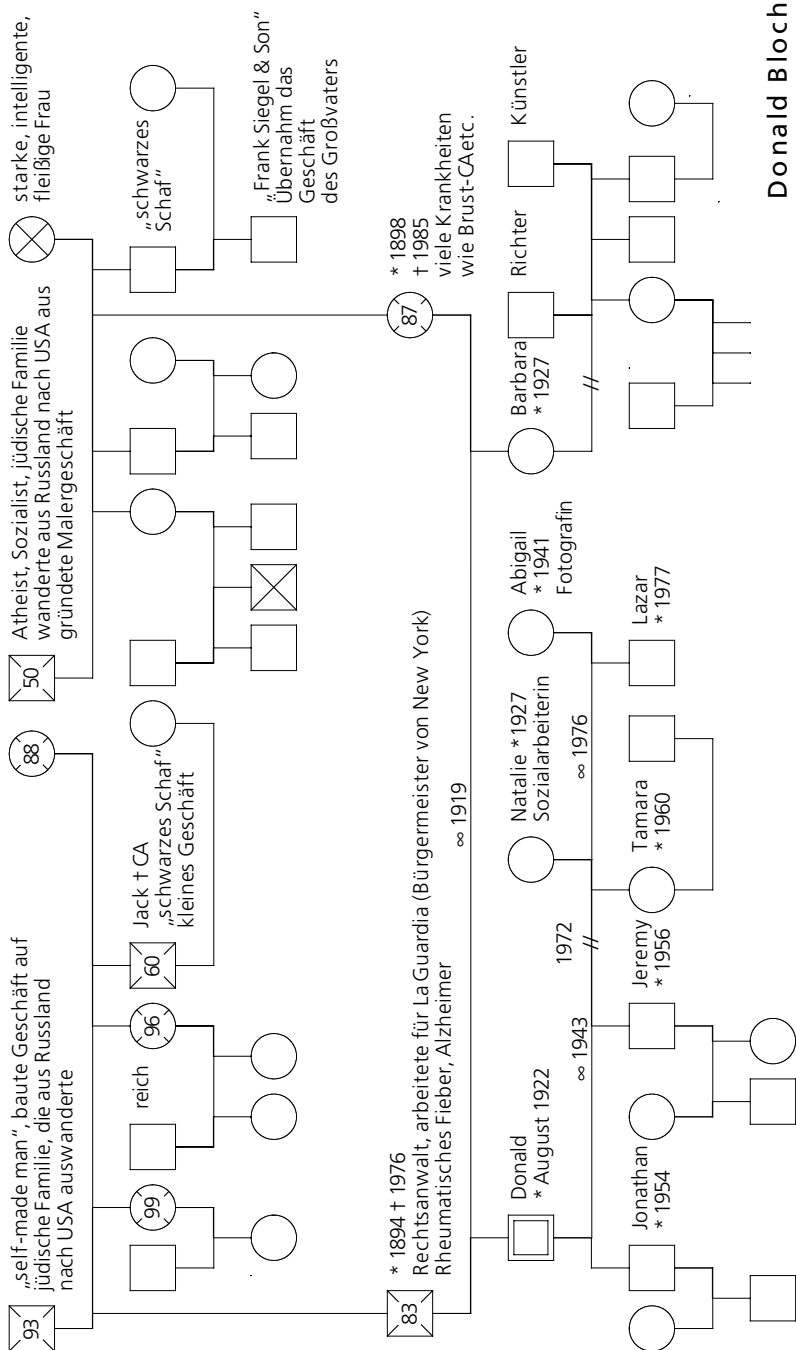 93
„self-made man", baute Geschäft auf
jüdische Familie, die aus Russland
nach USA auswanderte
88
50
Atheist, Sozialist, jüdische Familie
wanderte aus Russland nach USA aus
gründete Malergeschäft
starke, intelligente,
fleißige Frau
99
reich
96
60
Jack † CA
„schwarzes Schaf"
kleines Geschäft
„schwarzes
Schaf"
„Frank Siegel & Son"
Übernahm das
Geschäft
des Großvaters
83
* 1894 † 1976
Rechtsanwalt, arbeitete für La Guardia (Bürgermeister von New York)
Rheumatisches Fieber, Alzheimer
∞ 1919
87
* 1898
† 1985
viele Krankheiten
wie Brust-CAetc.
Donald
* August 1922
∞ 1943
1972
Natalie *1927
Sozialarbeiterin
∞ 1976
Abigail
* 1941
Fotografin
Barbara
* 1927
Richter
Künstler
Jonathan
* 1954
Jeremy
* 1956
Tamara
* 1960
Lazar
* 1977
Donald Bloch